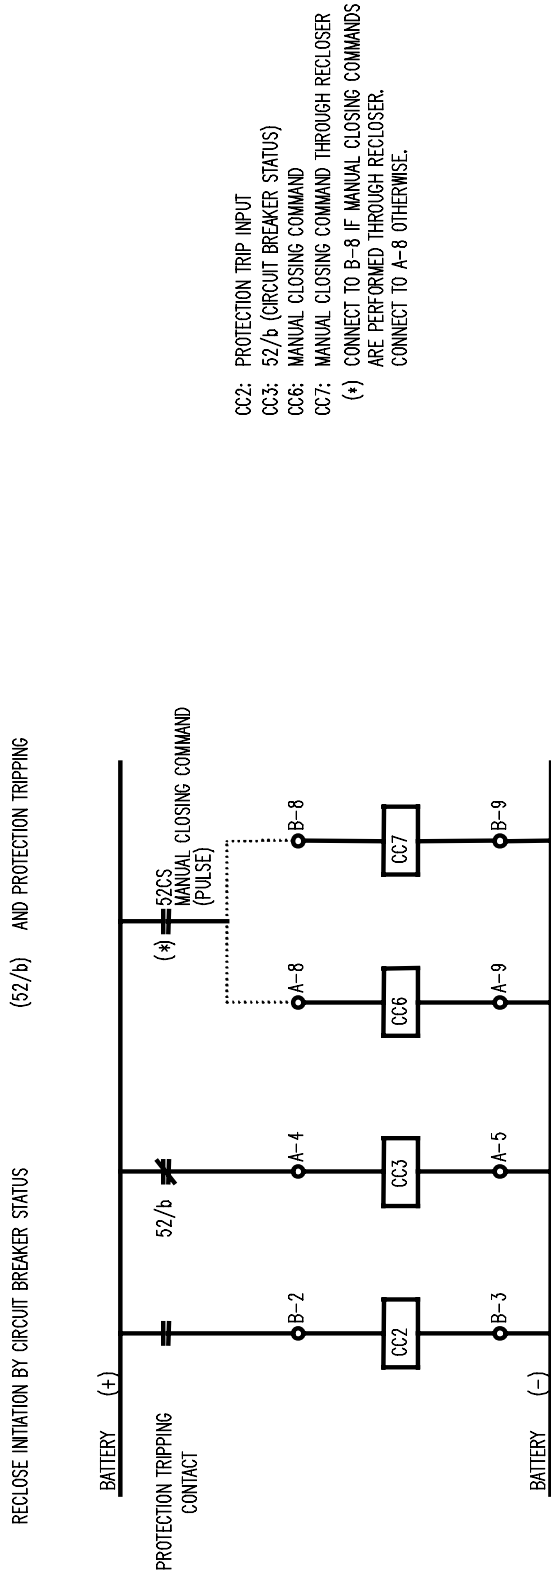 RECLOSE INITIATION BY CIRCUIT BREAKER STATUS (52/b) AND PROTECTION TRIPPING
BATTERY (+)
PROTECTION TRIPPING
CONTACT
52/b
(*)
52CS
MANUAL CLOSING COMMAND
(PULSE)
B-2
A-4
A-8
B-8
CC2
CC3
CC6
CC7
B-3
A-5
A-9
B-9
BATTERY (-)
CC2: PROTECTION TRIP INPUT
CC3: 52/b (CIRCUIT BREAKER STATUS)
CC6: MANUAL CLOSING COMMAND
CC7: MANUAL CLOSING COMMAND THROUGH RECLOSER
(*) CONNECT TO B-8 IF MANUAL CLOSING COMMANDS
ARE PERFORMED THROUGH RECLOSER.
CONNECT TO A-8 OTHERWISE.